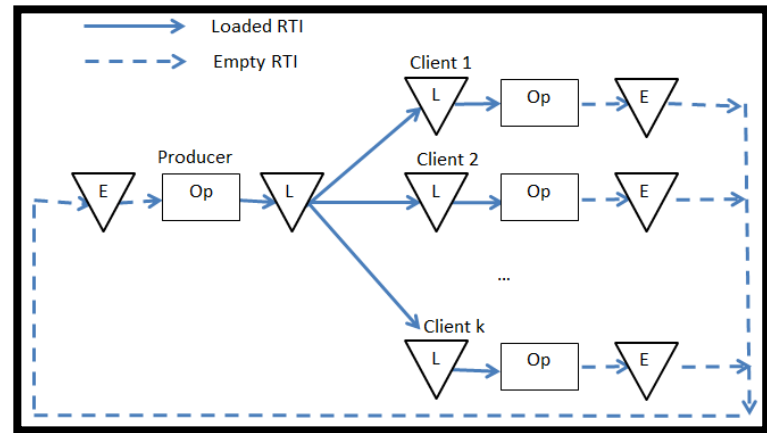 Loaded RTI
Empty RTI
Client 1
L Op E
Producer
E Op L
Client 2
L Op E
...
Client k
L Op E